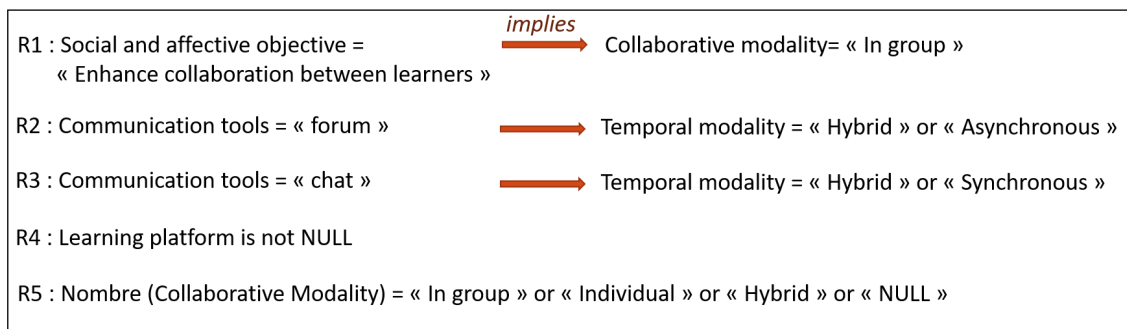 implies
R1 : Social and affective objective = Collaborative modality= « In group »
« Enhance collaboration between learners »
R2 : Communication tools = « forum » Temporal modality = « Hybrid » or « Asynchronous »
R3 : Communication tools = « chat » Temporal modality = « Hybrid » or « Synchronous »
R4 : Learning platform is not NULL
R5 : Nombre (Collaborative Modality) = « In group » or « Individual » or « Hybrid » or « NULL »